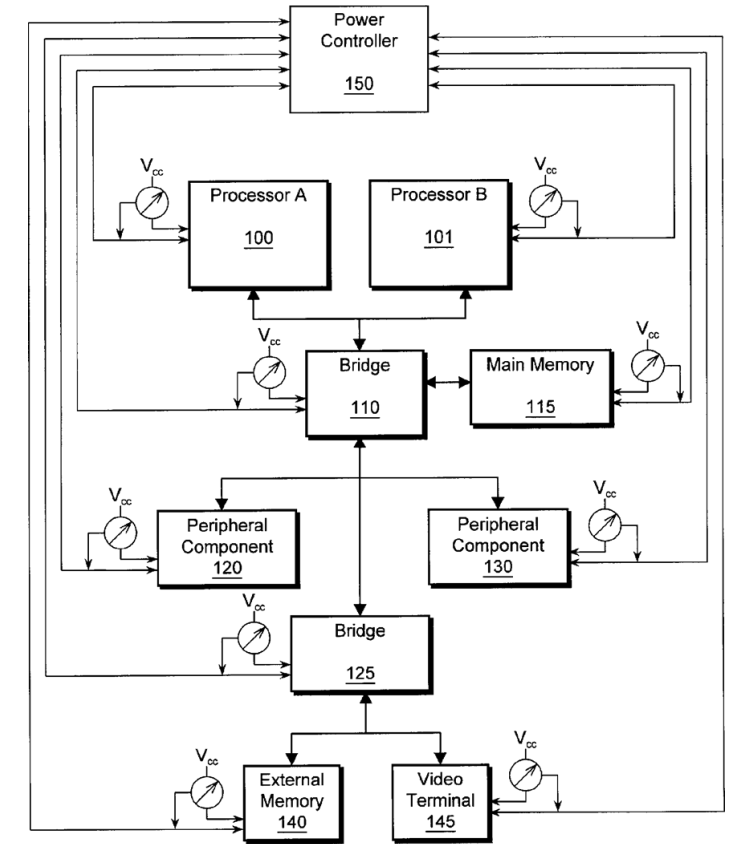 Power
Controller
150
Vcc
Vcc
Processor A
100
Processor B
101
Vcc
Vcc
Bridge
110
Main Memory
115
Vcc
Vcc
Peripheral
Component
120
Peripheral
Component
130
Vcc
Bridge
125
Vcc
Vcc
External
Memory
140
Video
Terminal
145